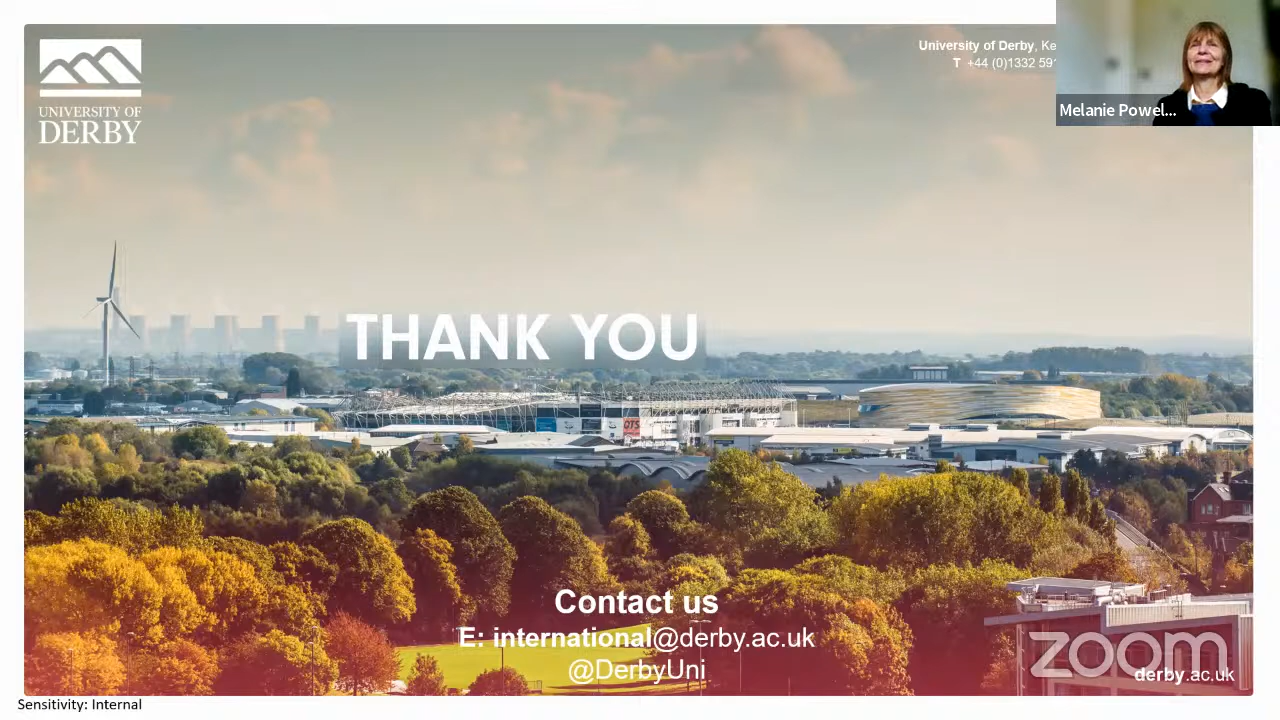 UNIVERSITY OF
DERBY
University of Derby, Ke
T +44 (0)1332 59
Melanie Powel...
THANK YOU
OTS
Contact us
E: international@derby.ac.uk
@DerbyUni
zoom
derby.ac.uk
Sensitivity: Internal